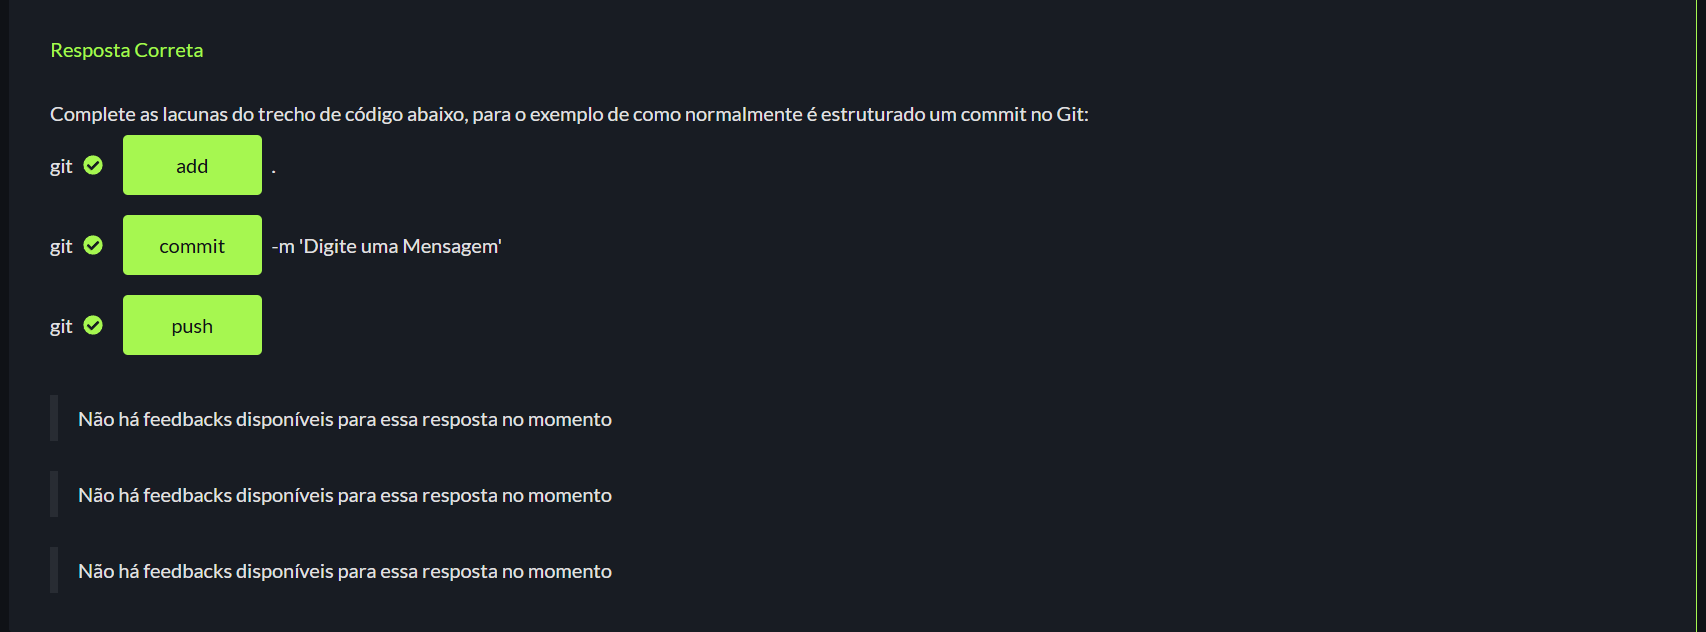 Resposta Correta
Complete as lacunas do trecho de código abaixo, para o exemplo de como normalmente é estruturado um commit no Git:
git add .
git commit -m 'Digite uma Mensagem'
git push
Não há feedbacks disponíveis para essa resposta no momento
Não há feedbacks disponíveis para essa resposta no momento
Não há feedbacks disponíveis para essa resposta no momento